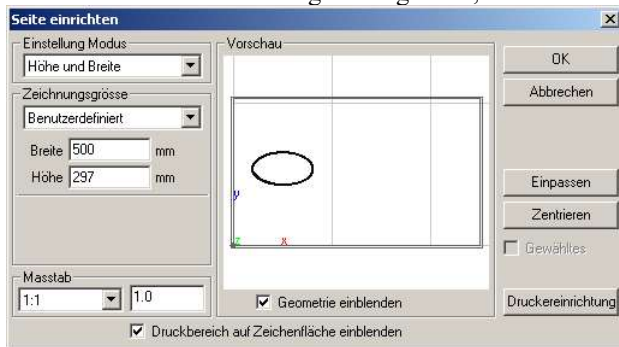 Seite einrichten
Einstellung Modus
Höhe und Breite
Zeichnungsgrösse
Benutzerdefiniert
Breite 500 mm
Höhe 297 mm
Masstab
1:1 1.0
Vorschau
y
z x
Geometrie einblenden
Druckbereich auf Zeichenfläche einblenden
OK
Abbrechen
Einpassen
Zentrieren
Gewähltes
Druckereinrichtung